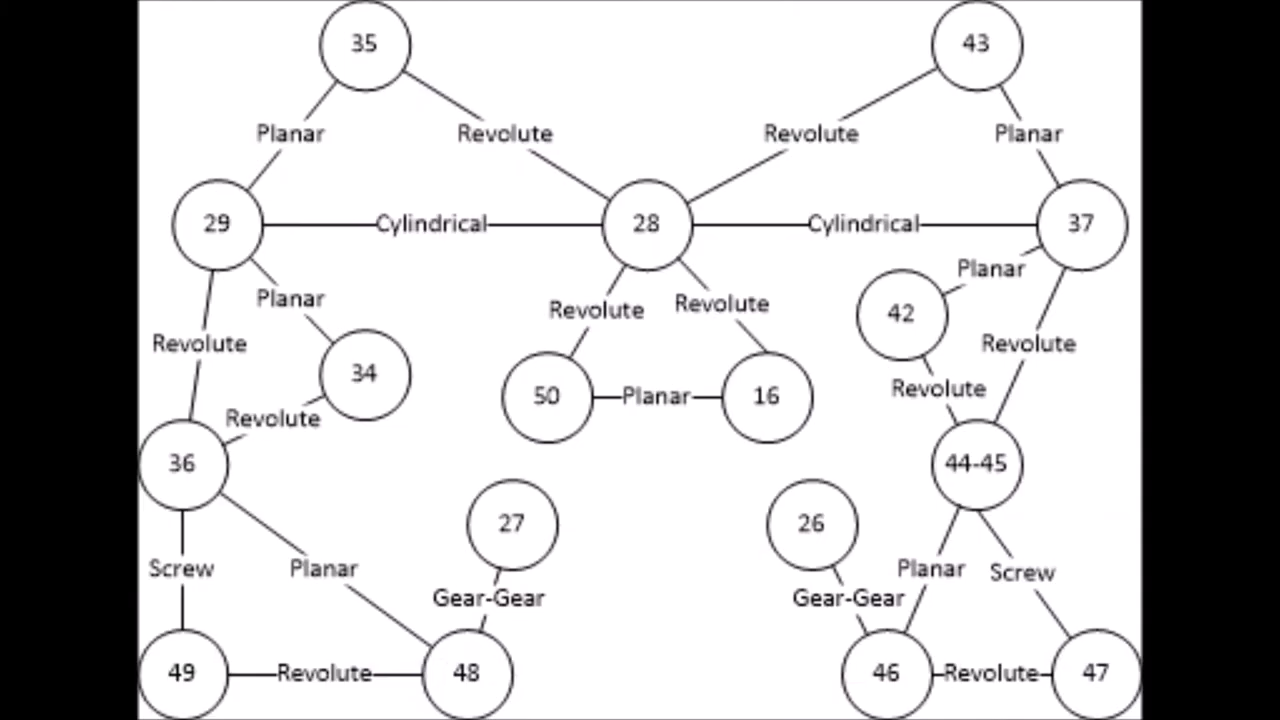 35
43
Planar
Revolute
Revolute
Planar
29
Cylindrical
28
Cylindrical
37
Planar
Planar
Revolute
Revolute
42
Revolute
Revolute
34
Revolute
50
Planar
16
Revolute
36
44-45
27
26
Screw
Planar
Planar
Screw
Gear-Gear
Gear-Gear
49
Revolute
48
46
Revolute
47